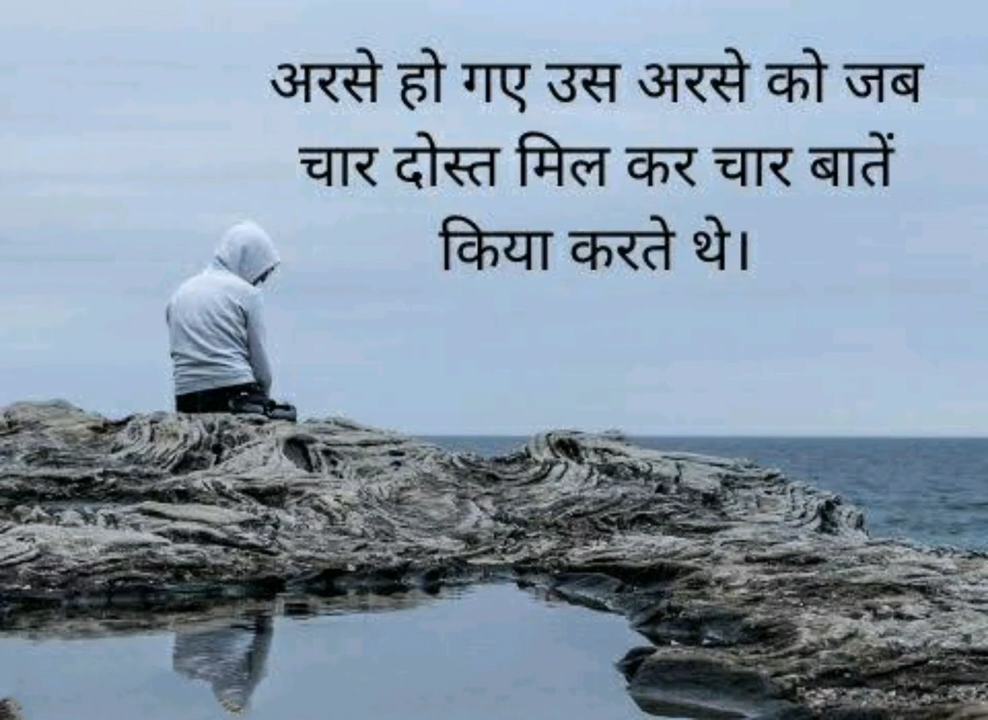 अरसे हो गए उस अरसे को जब
चार दोस्त मिल कर चार बातें
किया करते थे।